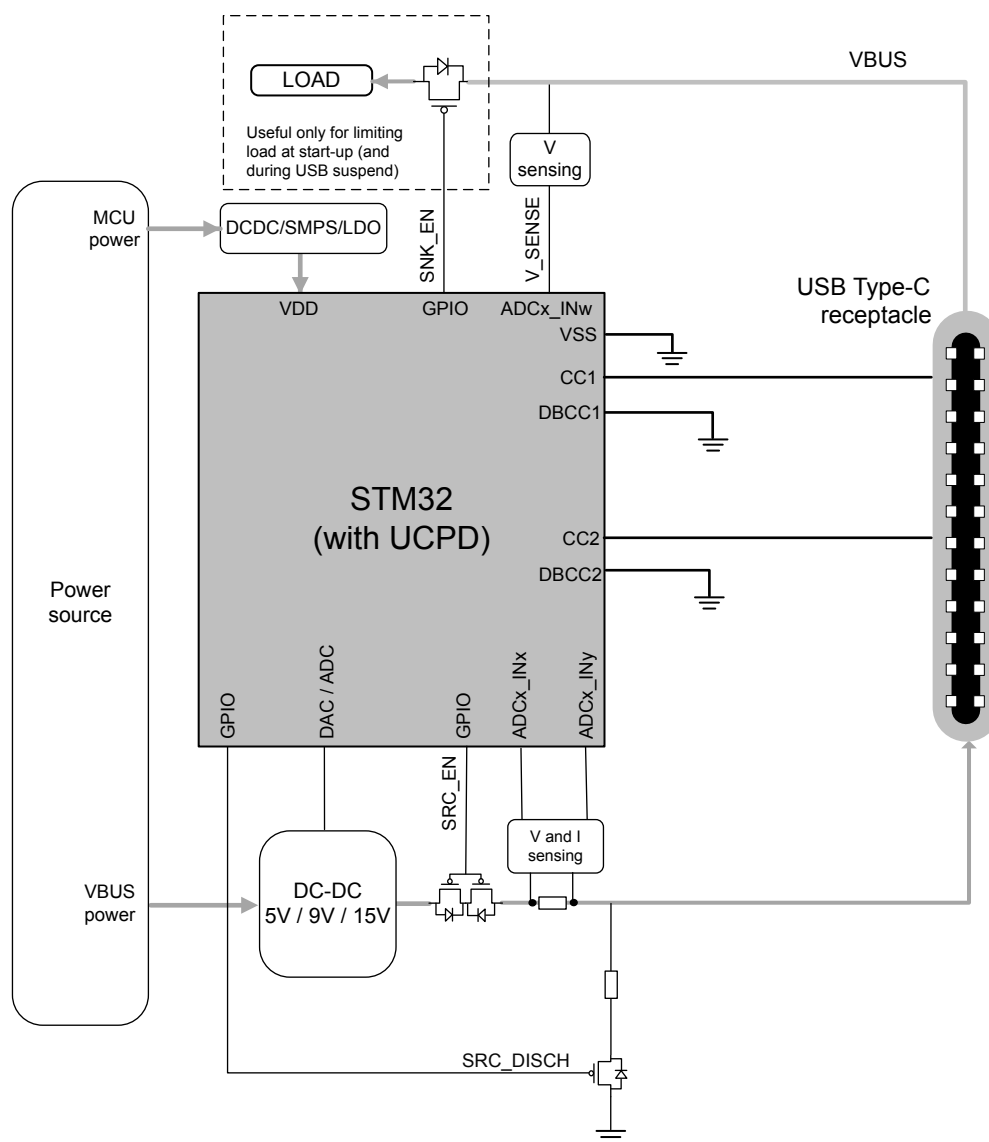 VBUS
LOAD
Useful only for limiting
load at start-up (and
during USB suspend)
V
sensing
MCU
power
DCDC/SMPS/LDO
SNK_EN
V_SENSE
USB Type-C
receptacle
VDD
GPIO
ADCx_INw
VSS
CC1
DBCC1
STM32
(with UCPD)
CC2
DBCC2
Power
source
GPIO
DAC / ADC
GPIO
ADCx_INx
ADCx_INy
SRC_EN
V and I
sensing
VBUS
power
DC-DC
5V / 9V / 15V
SRC_DISCH